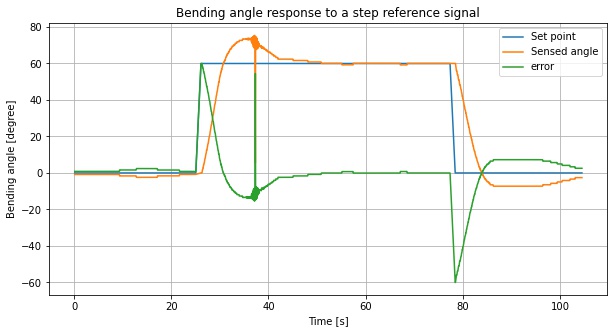 Bending angle response to a step reference signal
Set point
Sensed angle
error
Bending angle [degree]
80
60
40
20
0
−20
−40
−60
0
20
40
60
80
100
Time [s]